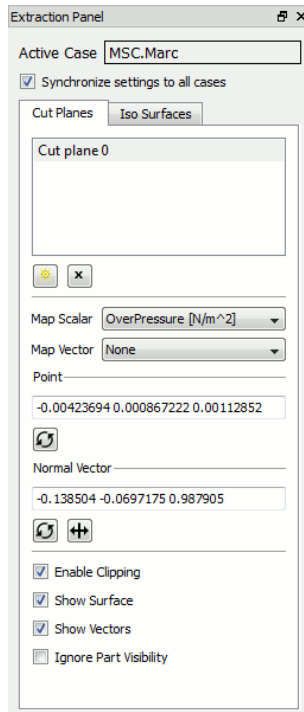 Extraction Panel
Active Case MSC.Marc
Synchronize settings to all cases
Cut Planes Iso Surfaces
Cut plane 0
Map Scalar OverPressure [N/m^2]
Map Vector None
Point
-0.00423694 0.000867222 0.00112852
Normal Vector
-0.138504 -0.0697175 0.987905
Enable Clipping
Show Surface
Show Vectors
Ignore Part Visibility